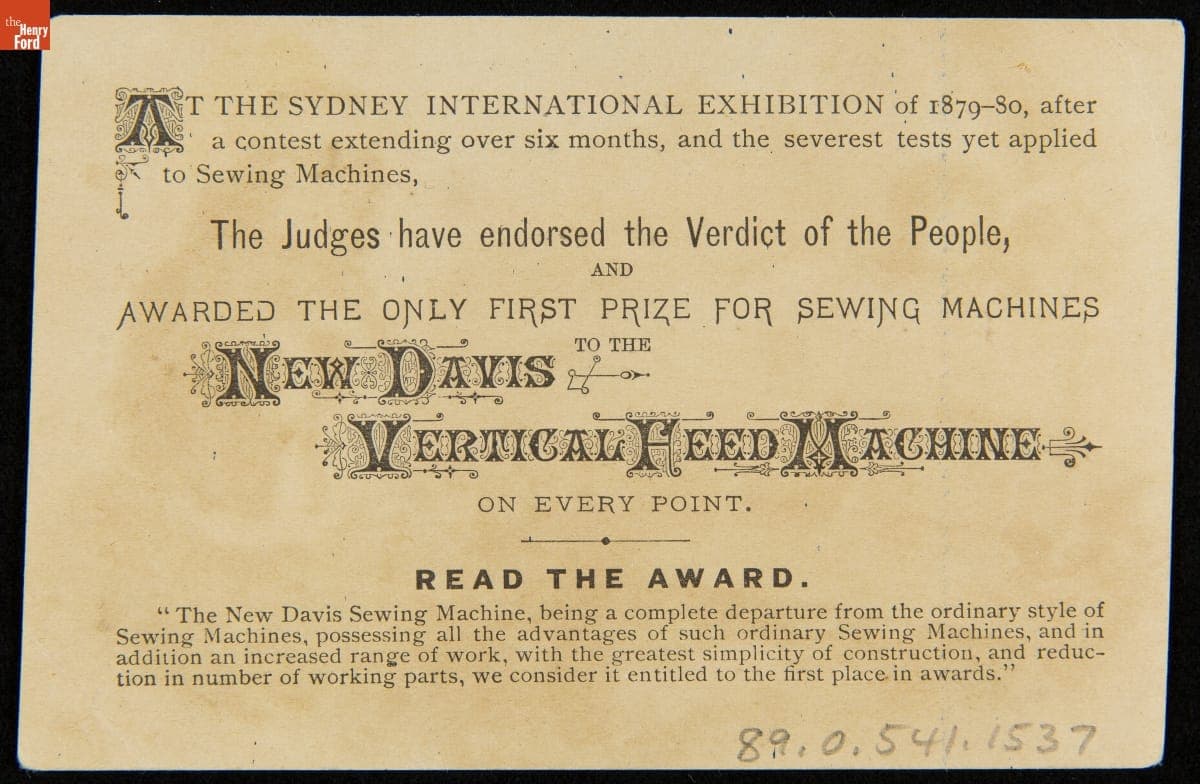 the
Henry
Ford
AT THE SYDNEY INTERNATIONAL EXHIBITION of 1879–80, after
a contest extending over six months, and the severest tests yet applied
to Sewing Machines,
The Judges have endorsed the Verdict of the People,
AND
AWARDED THE ONLY FIRST PRIZE FOR SEWING MACHINES
TO THE
NEW DAVIS
VERTICAL FEED MACHINE
ON EVERY POINT.
READ THE AWARD.
“The New Davis Sewing Machine, being a complete departure from the ordinary style of
Sewing Machines, possessing all the advantages of such ordinary Sewing Machines, and in
addition an increased range of work, with the greatest simplicity of construction, and reduc-
tion in number of working parts, we consider it entitled to the first place in awards.”
89.0.541.1537